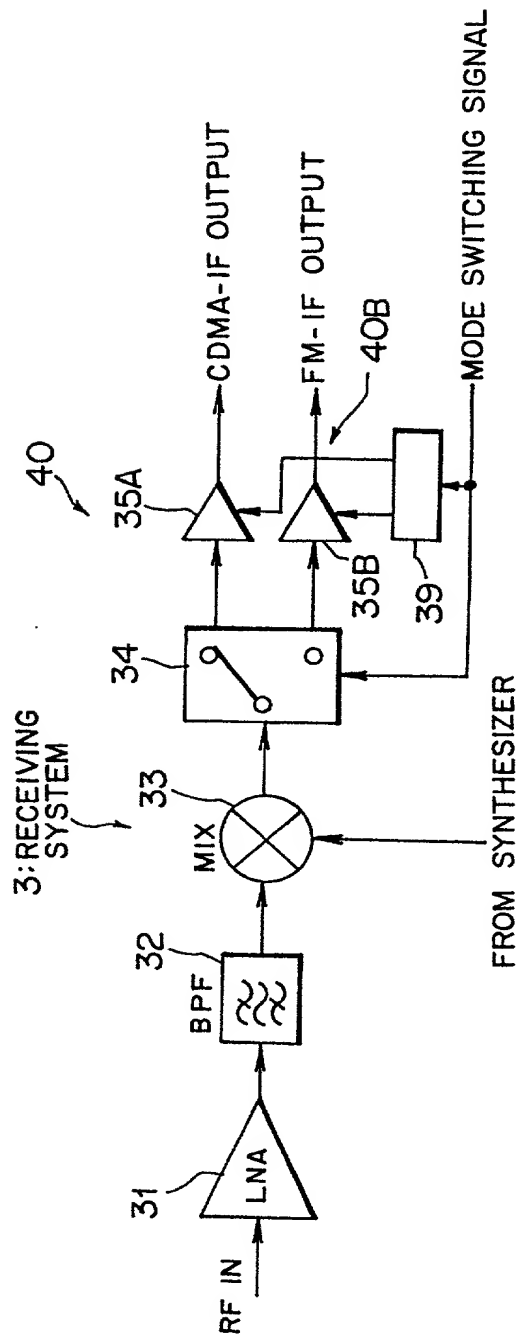 3:RECEIVING
SYSTEM
40
31
LNA
RF IN
32
BPF
33
MIX
34
35A
35B
40B
39
CDMA-IF OUTPUT
FM-IF OUTPUT
MODE SWITCHING SIGNAL
FROM SYNTHESIZER